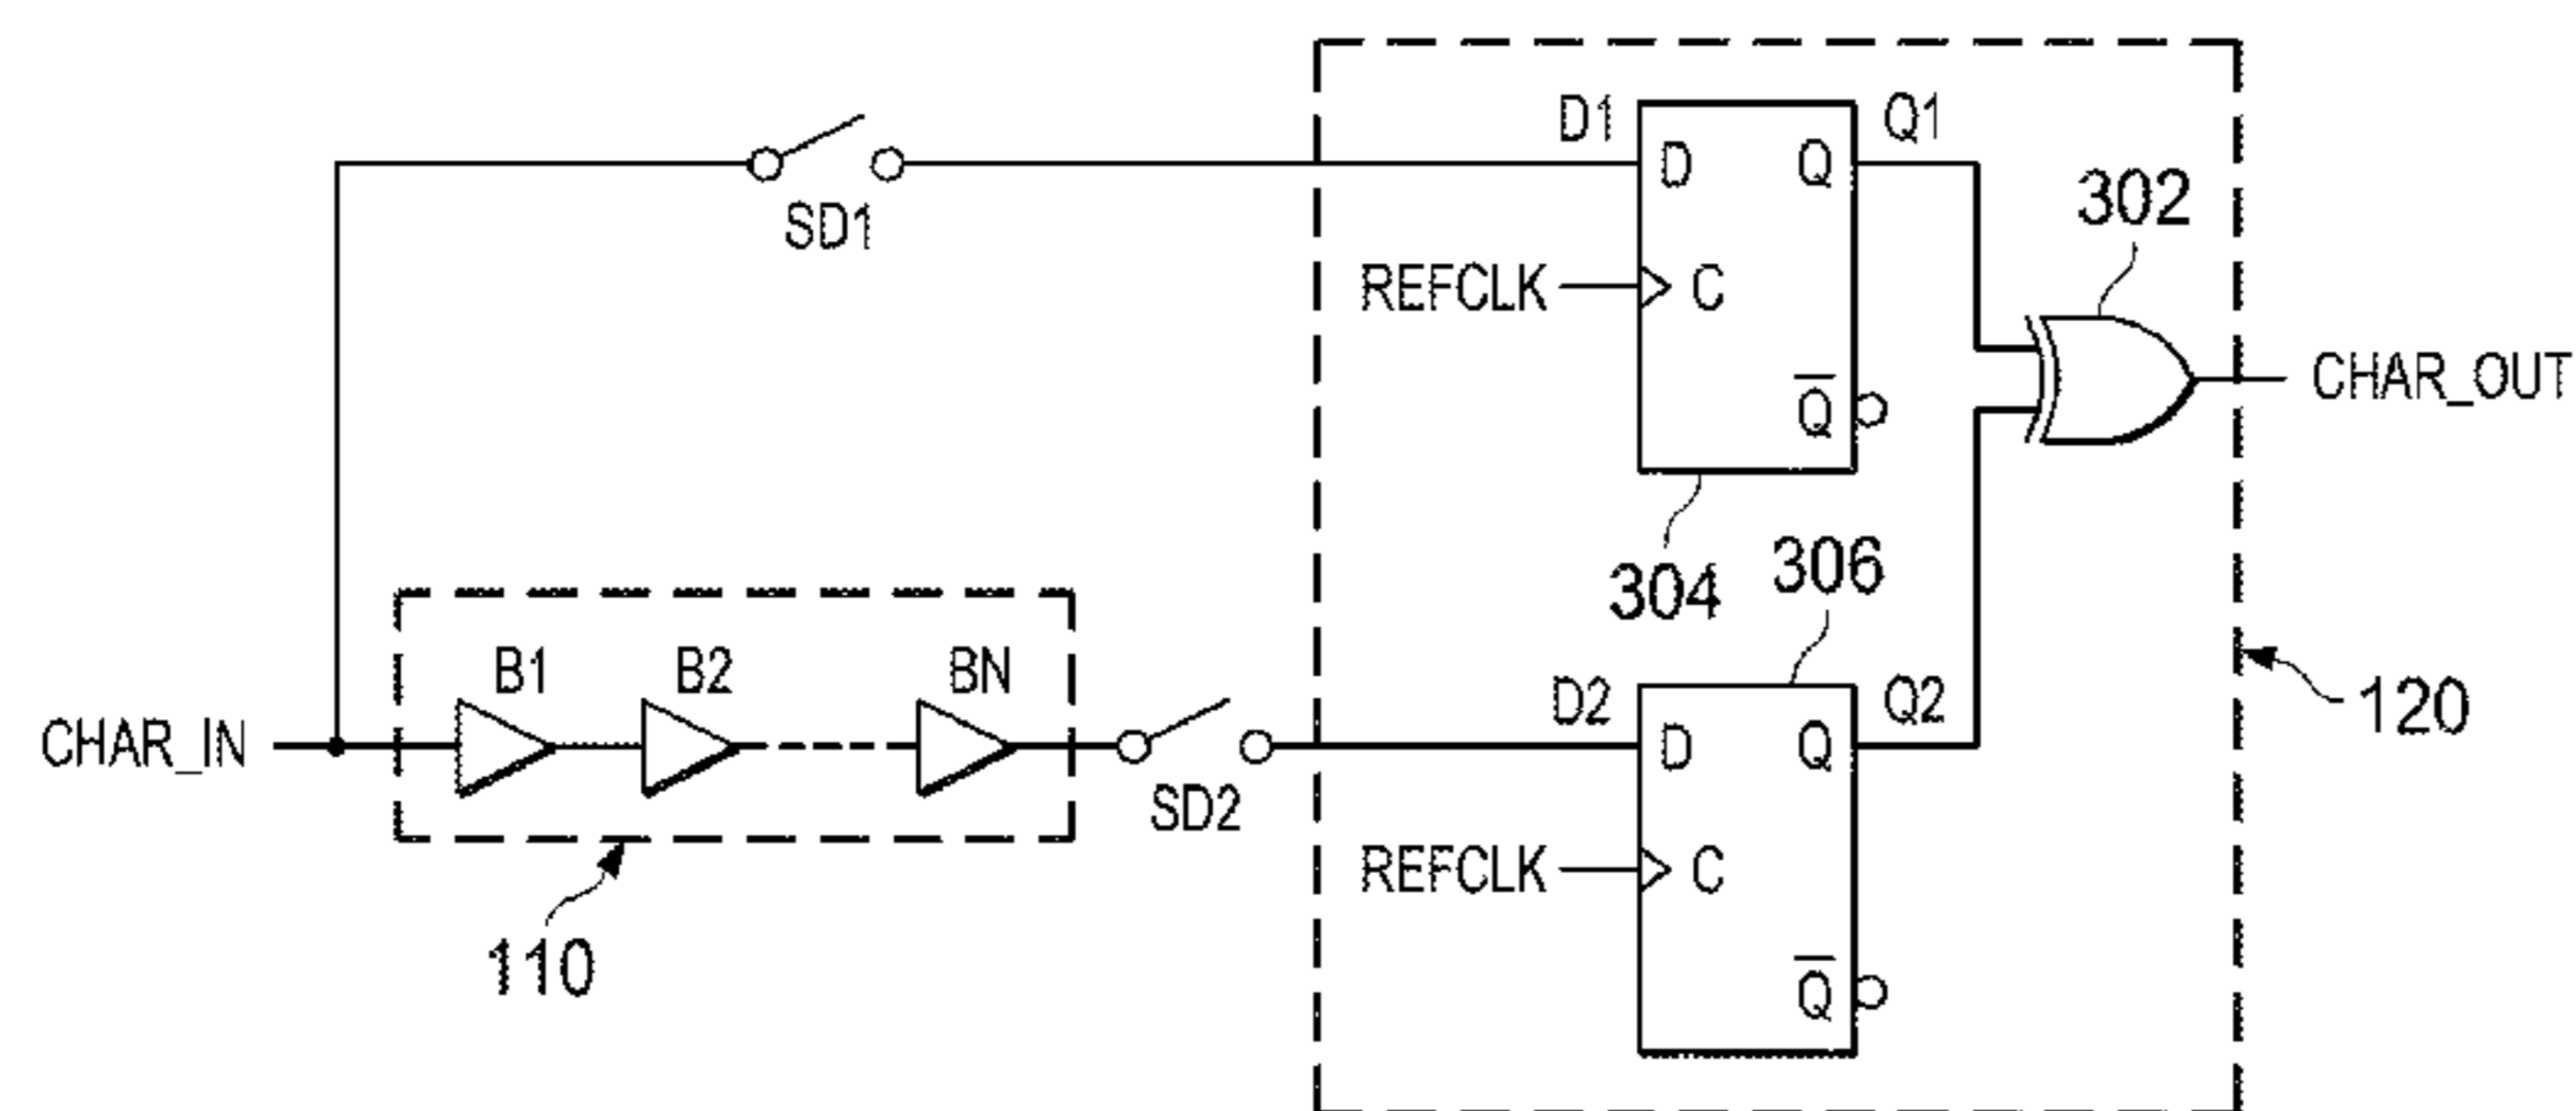 D1
D
Q
Q1
302
SD1
REFCLK
C
Q̅
CHAR_OUT
304
306
B1
B2
BN
CHAR_IN
SD2
D2
D
Q
Q2
120
REFCLK
C
Q̅
110